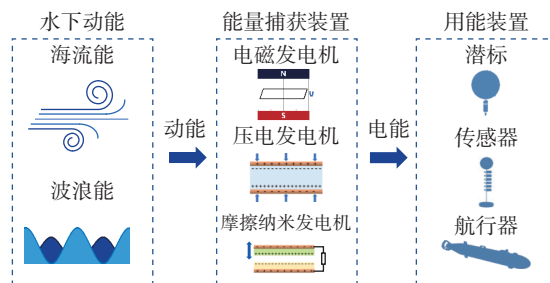 水下动能
能量捕获装置
用能装置
海流能
波浪能
动能
电磁发电机
N
U
S
压电发电机
摩擦纳米发电机
电能
潜标
传感器
航行器